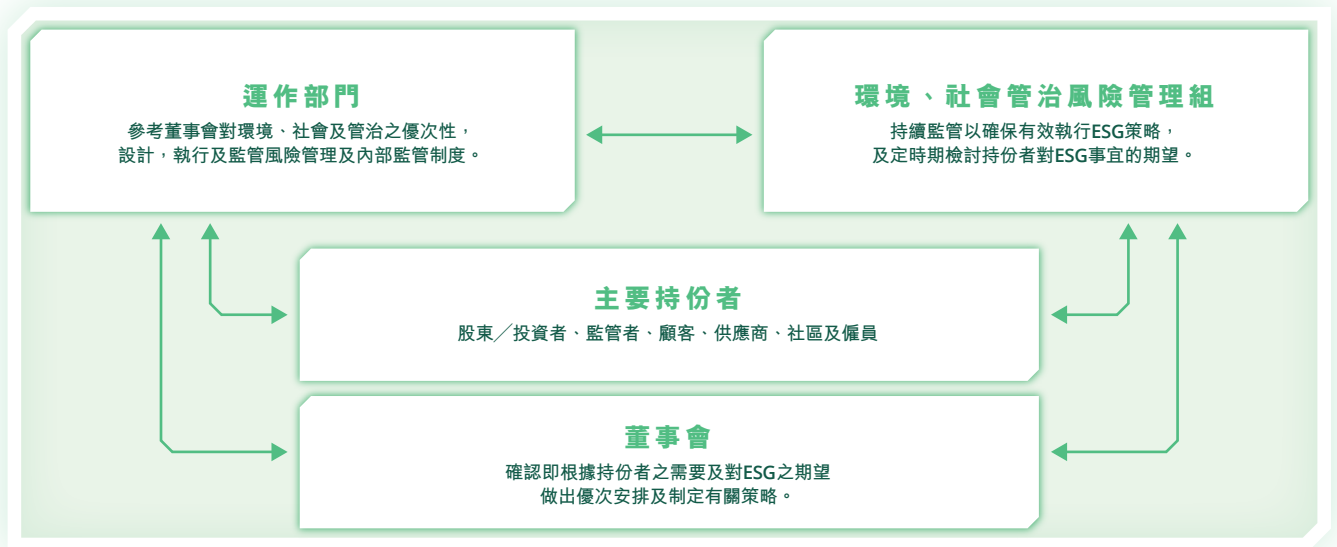 運作部門
參考董事會對環境、社會及管治之優次性，
設計，執行及監管風險管理及內部監管制度。
環境、社會管治風險管理組
持續監管以確保有效執行ESG策略，
及定時期檢討持份者對ESG事宜的期望。
主要持份者
股東／投資者、監管者、顧客、供應商、社區及僱員
董事會
確認即根據持份者之需要及對ESG之期望
做出優次安排及制定有關策略。